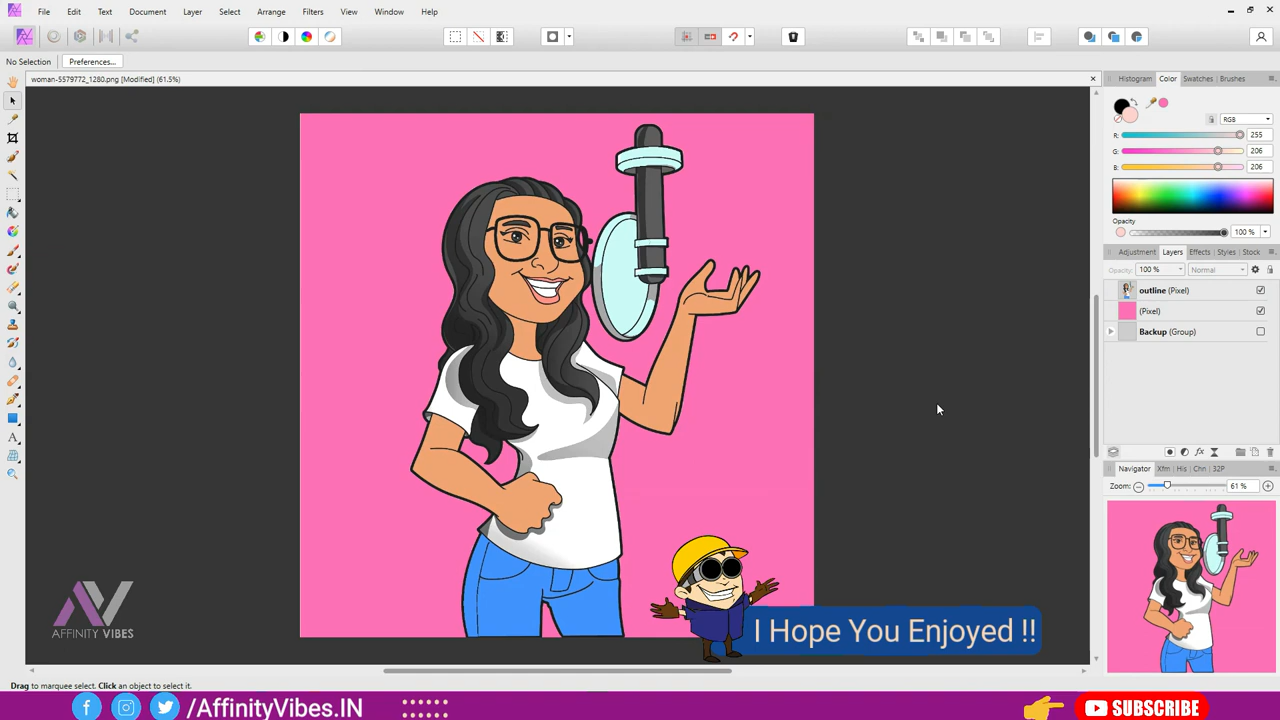 File Edit Text Document Layer Select Arrange Filters View Window Help
No Selection Preferences...
woman-5579772_1280.png [Modified] (61.5%)
Histogram Color Swatches Brushes
RGB
R: 255
G: 206
B: 206
Opacity
100 %
Adjustment Layers Effects Styles Stock
Opacity: 100 % Normal
outline (Pixel)
(Pixel)
Backup (Group)
Navigator Xfm His Chn 32P
Zoom: 61 %
AV
AFFINITY VIBES
I Hope You Enjoyed !!
Drag to marquee select. Click an object to select it.
/AffinityVibes.IN
SUBSCRIBE